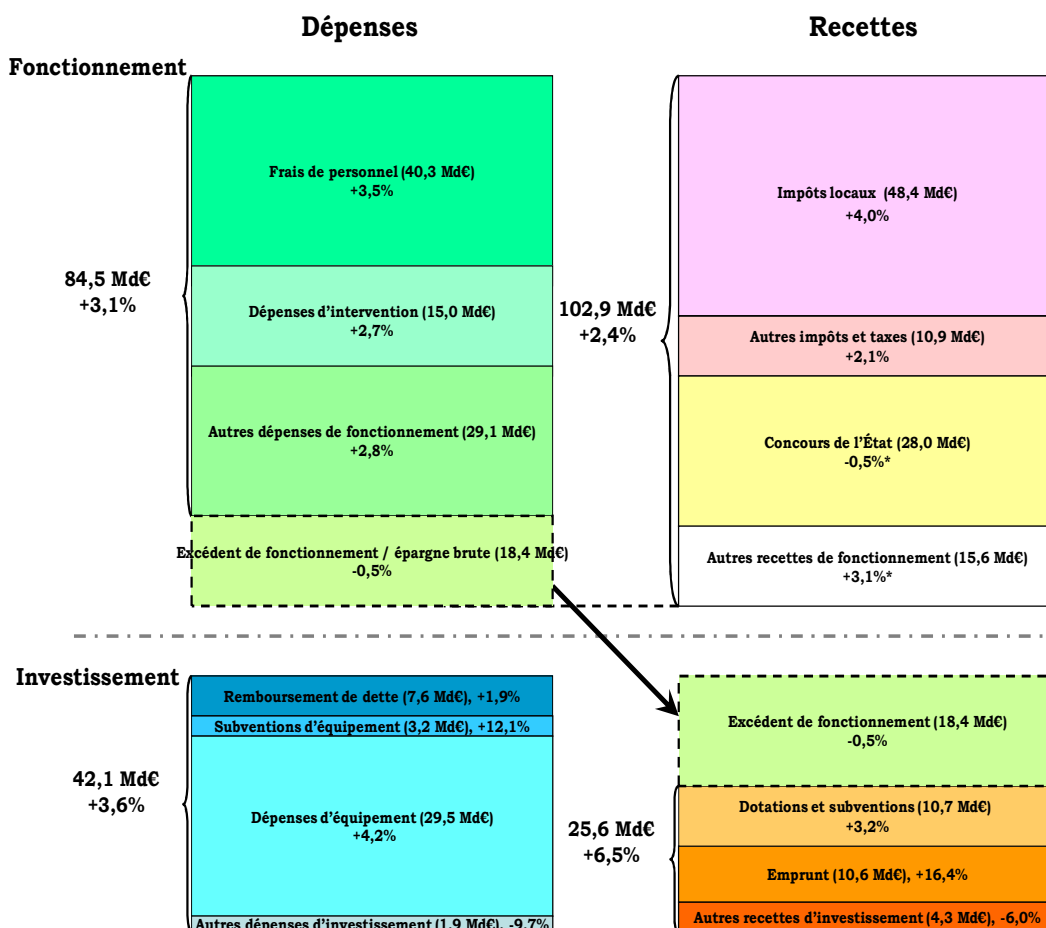 Dépenses
Recettes
Fonctionnement
Frais de personnel (40,3 Md€)
+3,5%
Dépenses d'intervention (15,0 Md€)
+2,7%
Autres dépenses de fonctionnement (29,1 Md€)
+2,8%
Excédent de fonctionnement / épargne brute (18,4 Md€)
-0,5%
84,5 Md€
+3,1%
Impôts locaux (48,4 Md€)
+4,0%
Autres impôts et taxes (10,9 Md€)
+2,1%
Concours de l'État (28,0 Md€)
-0,5%*
Autres recettes de fonctionnement (15,6 Md€)
+3,1%*
102,9 Md€
+2,4%
Investissement
Remboursement de dette (7,6 Md€), +1,9%
Subventions d'équipement (3,2 Md€), +12,1%
Dépenses d'équipement (29,5 Md€)
+4,2%
Autres dépenses d'investissement (1,9 Md€), -9,7%
42,1 Md€
+3,6%
Excédent de fonctionnement (18,4 Md€)
-0,5%
Dotations et subventions (10,7 Md€)
+3,2%
Emprunt (10,6 Md€), +16,4%
Autres recettes d'investissement (4,3 Md€), -6,0%
25,6 Md€
+6,5%